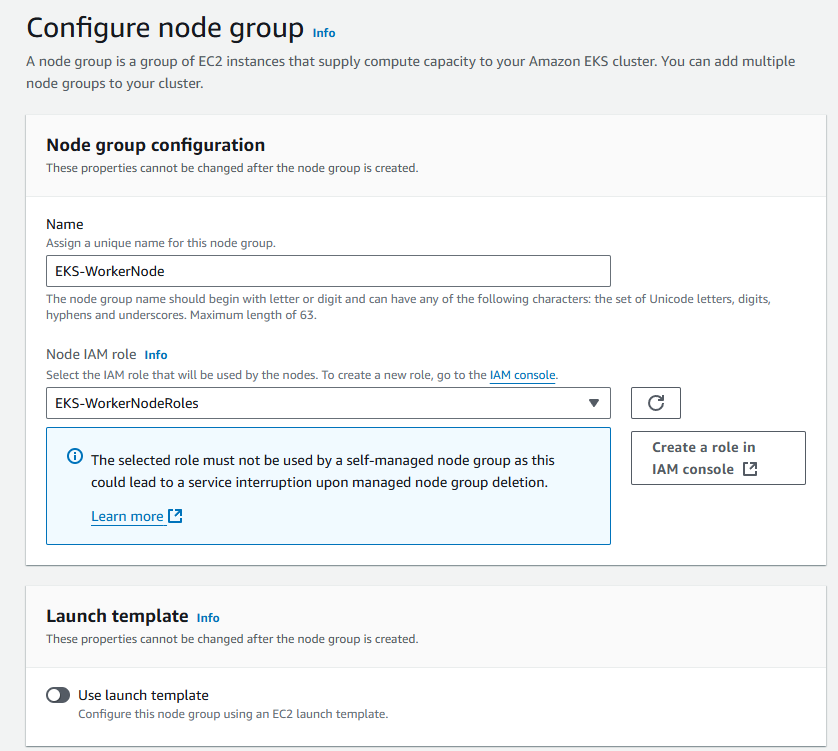 Configure node group Info
A node group is a group of EC2 instances that supply compute capacity to your Amazon EKS cluster. You can add multiple
node groups to your cluster.
Node group configuration
These properties cannot be changed after the node group is created.
Name
Assign a unique name for this node group.
EKS-WorkerNode
The node group name should begin with letter or digit and can have any of the following characters: the set of Unicode letters, digits,
hyphens and underscores. Maximum length of 63.
Node IAM role Info
Select the IAM role that will be used by the nodes. To create a new role, go to the IAM console.
EKS-WorkerNodeRoles
The selected role must not be used by a self-managed node group as this
could lead to a service interruption upon managed node group deletion.
Learn more
Create a role in
IAM console
Launch template Info
These properties cannot be changed after the node group is created.
Use launch template
Configure this node group using an EC2 launch template.